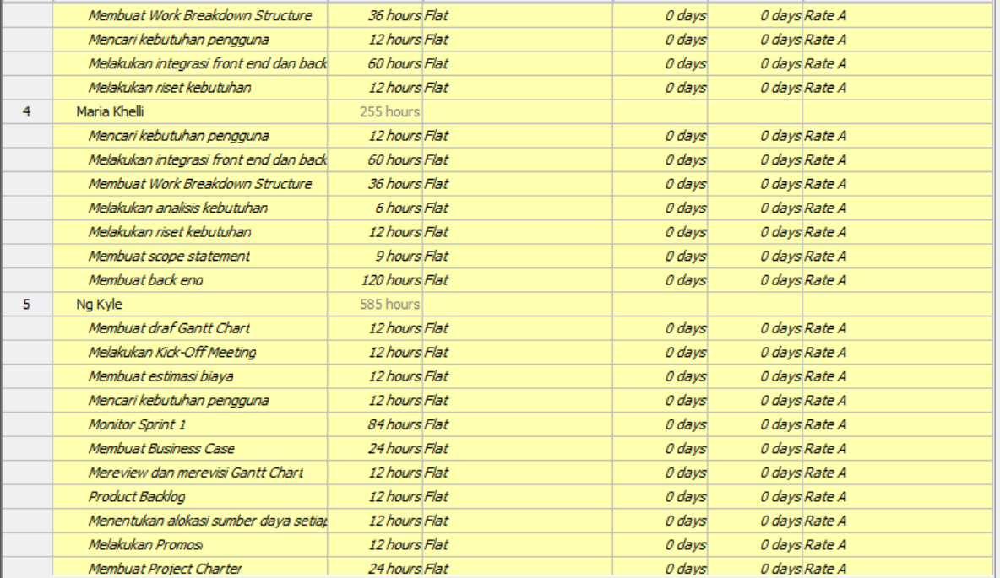 Membuat Work Breakdown Structure 36 hours Flat 0 days 0 days Rate A
Mencari kebutuhan pengguna 12 hours Flat 0 days 0 days Rate A
Melakukan integrasi front end dan back 60 hours Flat 0 days 0 days Rate A
Melakukan riset kebutuhan 12 hours Flat 0 days 0 days Rate A
4 Maria Khelli 255 hours
Mencari kebutuhan pengguna 12 hours Flat 0 days 0 days Rate A
Melakukan integrasi front end dan back 60 hours Flat 0 days 0 days Rate A
Membuat Work Breakdown Structure 36 hours Flat 0 days 0 days Rate A
Melakukan analisis kebutuhan 6 hours Flat 0 days 0 days Rate A
Melakukan riset kebutuhan 12 hours Flat 0 days 0 days Rate A
Membuat scope statement 9 hours Flat 0 days 0 days Rate A
Membuat back end 120 hours Flat 0 days 0 days Rate A
5 Ng Kyle 585 hours
Membuat draf Gantt Chart 12 hours Flat 0 days 0 days Rate A
Melakukan Kick-Off Meeting 12 hours Flat 0 days 0 days Rate A
Membuat estimasi biaya 12 hours Flat 0 days 0 days Rate A
Mencari kebutuhan pengguna 12 hours Flat 0 days 0 days Rate A
Monitor Sprint 1 84 hours Flat 0 days 0 days Rate A
Membuat Business Case 24 hours Flat 0 days 0 days Rate A
Mereview dan merevisi Gantt Chart 12 hours Flat 0 days 0 days Rate A
Product Backlog 12 hours Flat 0 days 0 days Rate A
Menentukan alokasi sumber daya setiap 12 hours Flat 0 days 0 days Rate A
Melakukan Promosi 12 hours Flat 0 days 0 days Rate A
Membuat Project Charter 24 hours Flat 0 days 0 days Rate A